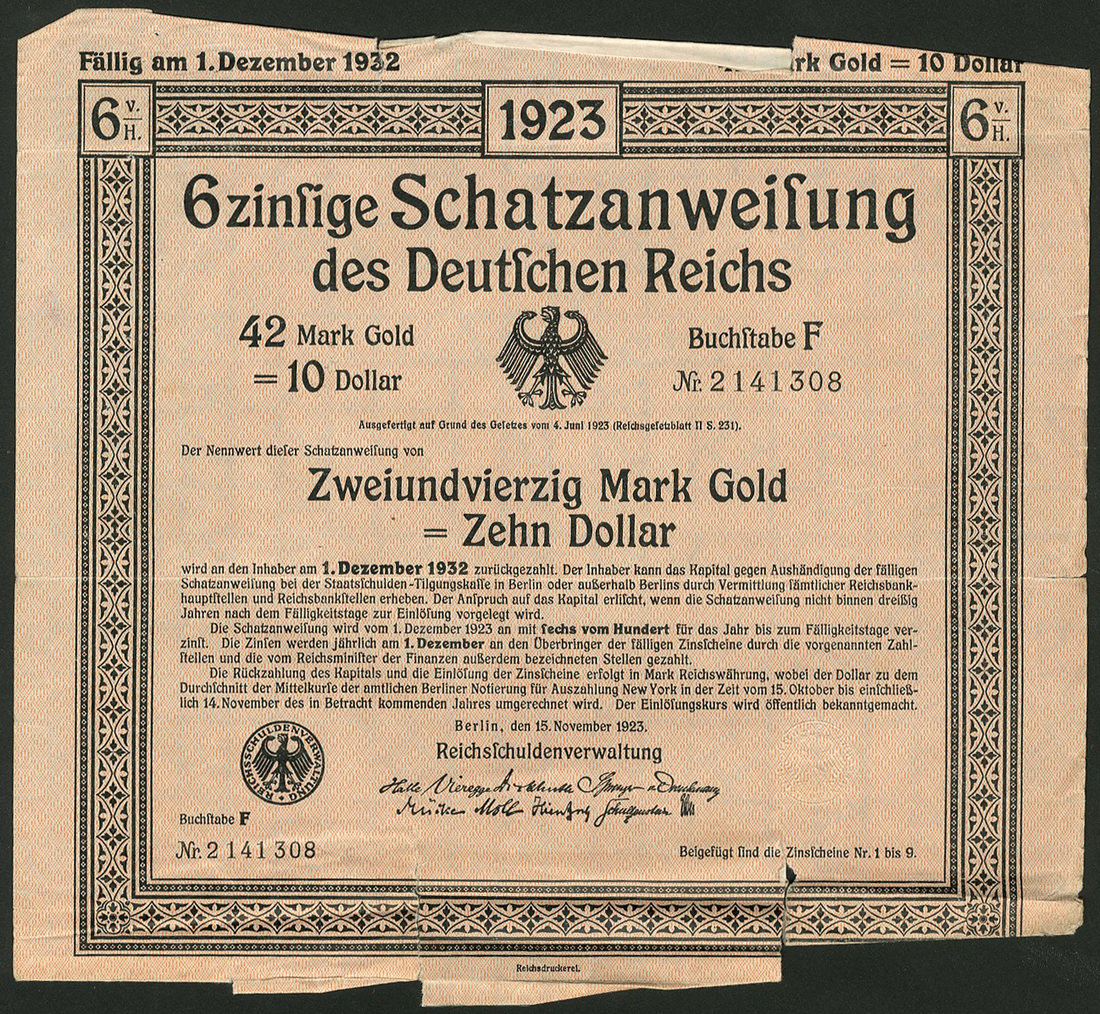 Fällig am 1. Dezember 1932
rk Gold = 10 Dollar
6 v. H.
1923
6 v. H.
6 zinſige Schatzanweiſung
des Deutſchen Reichs
42 Mark Gold
= 10 Dollar
Buchſtabe F
Nr. 2141308
Ausgefertigt auf Grund des Geſetzes vom 4. Juni 1923 (Reichsgeſetzblatt II S. 231).
Der Nennwert dieſer Schatzanweiſung von
Zweiundvierzig Mark Gold
= Zehn Dollar
wird an den Inhaber am 1. Dezember 1932 zurückgezahlt. Der Inhaber kann das Kapital gegen Aushändigung der fälligen
Schatzanweiſung bei der Staatsſchulden-Tilgungskaſſe in Berlin oder außerhalb Berlins durch Vermittlung ſämtlicher Reichsbank-
hauptſtellen und Reichsbankſtellen erheben. Der Anſpruch auf das Kapital erliſcht, wenn die Schatzanweiſung nicht binnen dreißig
Jahren nach dem Fälligkeitstage zur Einlöſung vorgelegt wird.
Die Schatzanweiſung wird vom 1. Dezember 1923 an mit ſechs vom Hundert für das Jahr bis zum Fälligkeitstage ver-
zinſt. Die Zinſen werden jährlich am 1. Dezember an den Überbringer der fälligen Zinsſcheine durch die vorgenannten Zahl-
ſtellen und die vom Reichsminiſter der Finanzen außerdem bezeichneten Stellen gezahlt.
Die Rückzahlung des Kapitals und die Einlöſung der Zinsſcheine erfolgt in Mark Reichswährung, wobei der Dollar zu dem
Durchſchnitt der Mittelkurſe der amtlichen Berliner Notierung für Auszahlung New York in der Zeit vom 15. Oktober bis einſchließ-
lich 14. November des in Betracht kommenden Jahres umgerechnet wird. Der Einlöſungskurs wird öffentlich bekanntgemacht.
Berlin, den 15. November 1923.
Reichsſchuldenverwaltung
REICHSSCHULDENVERWALTUNG
Halle Vieregge
Mücke Moll
Buchſtabe F
Nr. 2141308
Beigefügt ſind die Zinsſcheine Nr. 1 bis 9.
Reichsdruckerei.